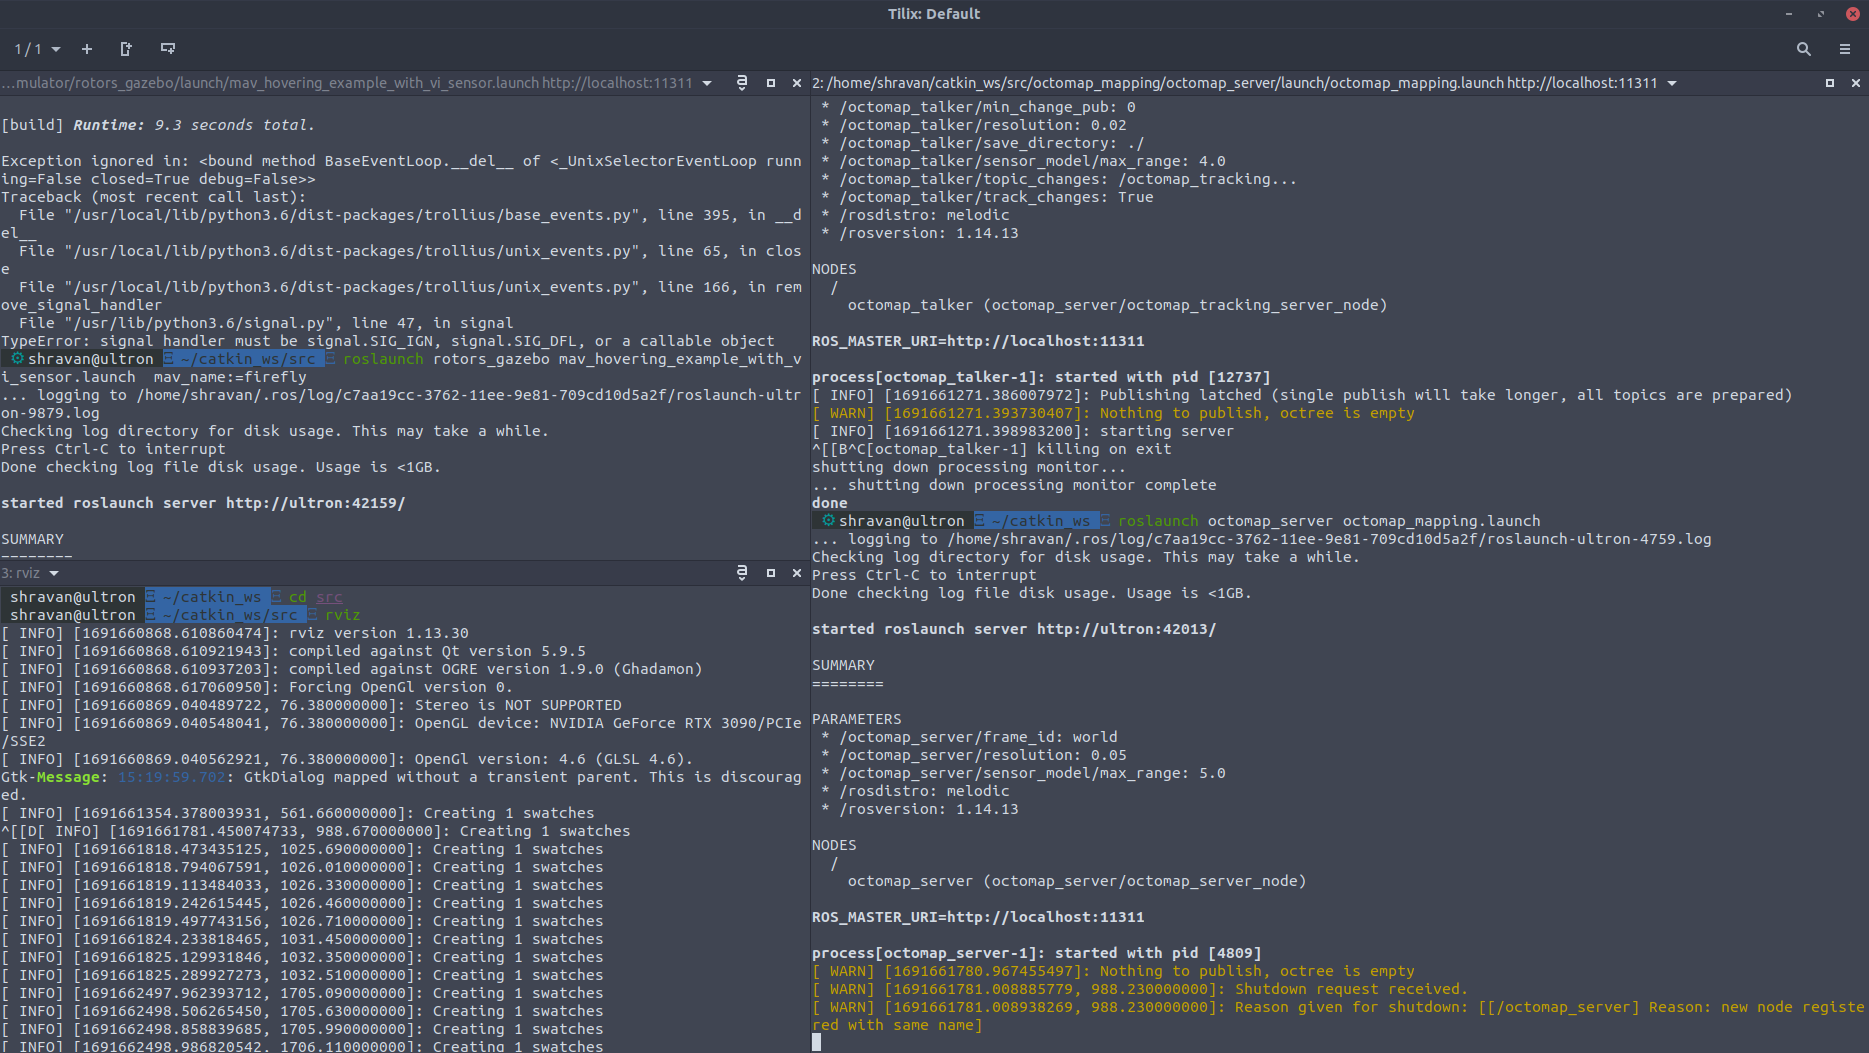 Tilix: Default
1 / 1
...mulator/rotors_gazebo/launch/mav_hovering_example_with_vi_sensor.launch http://localhost:11311
[build] Runtime: 9.3 seconds total.
Exception ignored in: <bound method BaseEventLoop.__del__ of <_UnixSelectorEventLoop runn
ing=False closed=True debug=False>>
Traceback (most recent call last):
File "/usr/local/lib/python3.6/dist-packages/trollius/base_events.py", line 395, in __d
el__
File "/usr/local/lib/python3.6/dist-packages/trollius/unix_events.py", line 65, in clos
e
File "/usr/local/lib/python3.6/dist-packages/trollius/unix_events.py", line 166, in rem
ove_signal_handler
File "/usr/lib/python3.6/signal.py", line 47, in signal
TypeError: signal handler must be signal.SIG_IGN, signal.SIG_DFL, or a callable object
shravan@ultron ~/catkin_ws/src roslaunch rotors_gazebo mav_hovering_example_with_v
i_sensor.launch  mav_name:=firefly
... logging to /home/shravan/.ros/log/c7aa19cc-3762-11ee-9e81-709cd10d5a2f/roslaunch-ultr
on-9879.log
Checking log directory for disk usage. This may take a while.
Press Ctrl-C to interrupt
Done checking log file disk usage. Usage is <1GB.
started roslaunch server http://ultron:42159/
SUMMARY
========
3: rviz
shravan@ultron ~/catkin_ws cd src
shravan@ultron ~/catkin_ws/src rviz
[ INFO] [1691660868.610860474]: rviz version 1.13.30
[ INFO] [1691660868.610921943]: compiled against Qt version 5.9.5
[ INFO] [1691660868.610937203]: compiled against OGRE version 1.9.0 (Ghadamon)
[ INFO] [1691660868.617060950]: Forcing OpenGl version 0.
[ INFO] [1691660869.040489722, 76.380000000]: Stereo is NOT SUPPORTED
[ INFO] [1691660869.040548041, 76.380000000]: OpenGL device: NVIDIA GeForce RTX 3090/PCIe
/SSE2
[ INFO] [1691660869.040562921, 76.380000000]: OpenGl version: 4.6 (GLSL 4.6).
Gtk-Message: 15:19:59.702: GtkDialog mapped without a transient parent. This is discourag
ed.
[ INFO] [1691661354.378003931, 561.660000000]: Creating 1 swatches
^[[D[ INFO] [1691661781.450074733, 988.670000000]: Creating 1 swatches
[ INFO] [1691661818.473435125, 1025.690000000]: Creating 1 swatches
[ INFO] [1691661818.794067591, 1026.010000000]: Creating 1 swatches
[ INFO] [1691661819.113484033, 1026.330000000]: Creating 1 swatches
[ INFO] [1691661819.242615445, 1026.460000000]: Creating 1 swatches
[ INFO] [1691661819.497743156, 1026.710000000]: Creating 1 swatches
[ INFO] [1691661824.233818465, 1031.450000000]: Creating 1 swatches
[ INFO] [1691661825.129931846, 1032.350000000]: Creating 1 swatches
[ INFO] [1691661825.289927273, 1032.510000000]: Creating 1 swatches
[ INFO] [1691662497.962393712, 1705.090000000]: Creating 1 swatches
[ INFO] [1691662498.506265450, 1705.630000000]: Creating 1 swatches
[ INFO] [1691662498.858839685, 1705.990000000]: Creating 1 swatches
[ INFO] [1691662498.986820542, 1706.110000000]: Creating 1 swatches
2: /home/shravan/catkin_ws/src/octomap_mapping/octomap_server/launch/octomap_mapping.launch http://localhost:11311
* /octomap_talker/min_change_pub: 0
* /octomap_talker/resolution: 0.02
* /octomap_talker/save_directory: ./
* /octomap_talker/sensor_model/max_range: 4.0
* /octomap_talker/topic_changes: /octomap_tracking...
* /octomap_talker/track_changes: True
* /rosdistro: melodic
* /rosversion: 1.14.13
NODES
/
octomap_talker (octomap_server/octomap_tracking_server_node)
ROS_MASTER_URI=http://localhost:11311
process[octomap_talker-1]: started with pid [12737]
[ INFO] [1691661271.386007972]: Publishing latched (single publish will take longer, all topics are prepared)
[ WARN] [1691661271.393730407]: Nothing to publish, octree is empty
[ INFO] [1691661271.398983200]: starting server
^[[B^C[octomap_talker-1] killing on exit
shutting down processing monitor...
... shutting down processing monitor complete
done
shravan@ultron ~/catkin_ws roslaunch octomap_server octomap_mapping.launch
... logging to /home/shravan/.ros/log/c7aa19cc-3762-11ee-9e81-709cd10d5a2f/roslaunch-ultron-4759.log
Checking log directory for disk usage. This may take a while.
Press Ctrl-C to interrupt
Done checking log file disk usage. Usage is <1GB.
started roslaunch server http://ultron:42013/
SUMMARY
========
PARAMETERS
* /octomap_server/frame_id: world
* /octomap_server/resolution: 0.05
* /octomap_server/sensor_model/max_range: 5.0
* /rosdistro: melodic
* /rosversion: 1.14.13
NODES
/
octomap_server (octomap_server/octomap_server_node)
ROS_MASTER_URI=http://localhost:11311
process[octomap_server-1]: started with pid [4809]
[ WARN] [1691661780.967455497]: Nothing to publish, octree is empty
[ WARN] [1691661781.008885779, 988.230000000]: Shutdown request received.
[ WARN] [1691661781.008938269, 988.230000000]: Reason given for shutdown: [[/octomap_server] Reason: new node registe
red with same name]